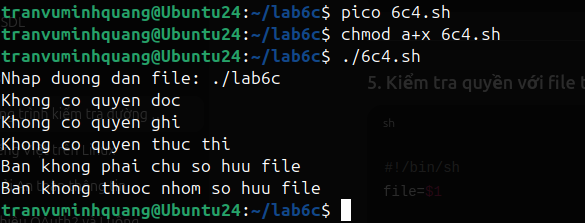 tranvuminhquang@Ubuntu24:~/lab6c$ pico 6c4.sh
tranvuminhquang@Ubuntu24:~/lab6c$ chmod a+x 6c4.sh
tranvuminhquang@Ubuntu24:~/lab6c$ ./6c4.sh
Nhap duong dan file: ./lab6c
Khong co quyen doc
Khong co quyen ghi
Khong co quyen thuc thi
Ban khong phai chu so huu file
Ban khong thuoc nhom so huu file
tranvuminhquang@Ubuntu24:~/lab6c$
SDL
5. Kiểm tra quyền với file t
sh
#!/bin/sh
file=$1